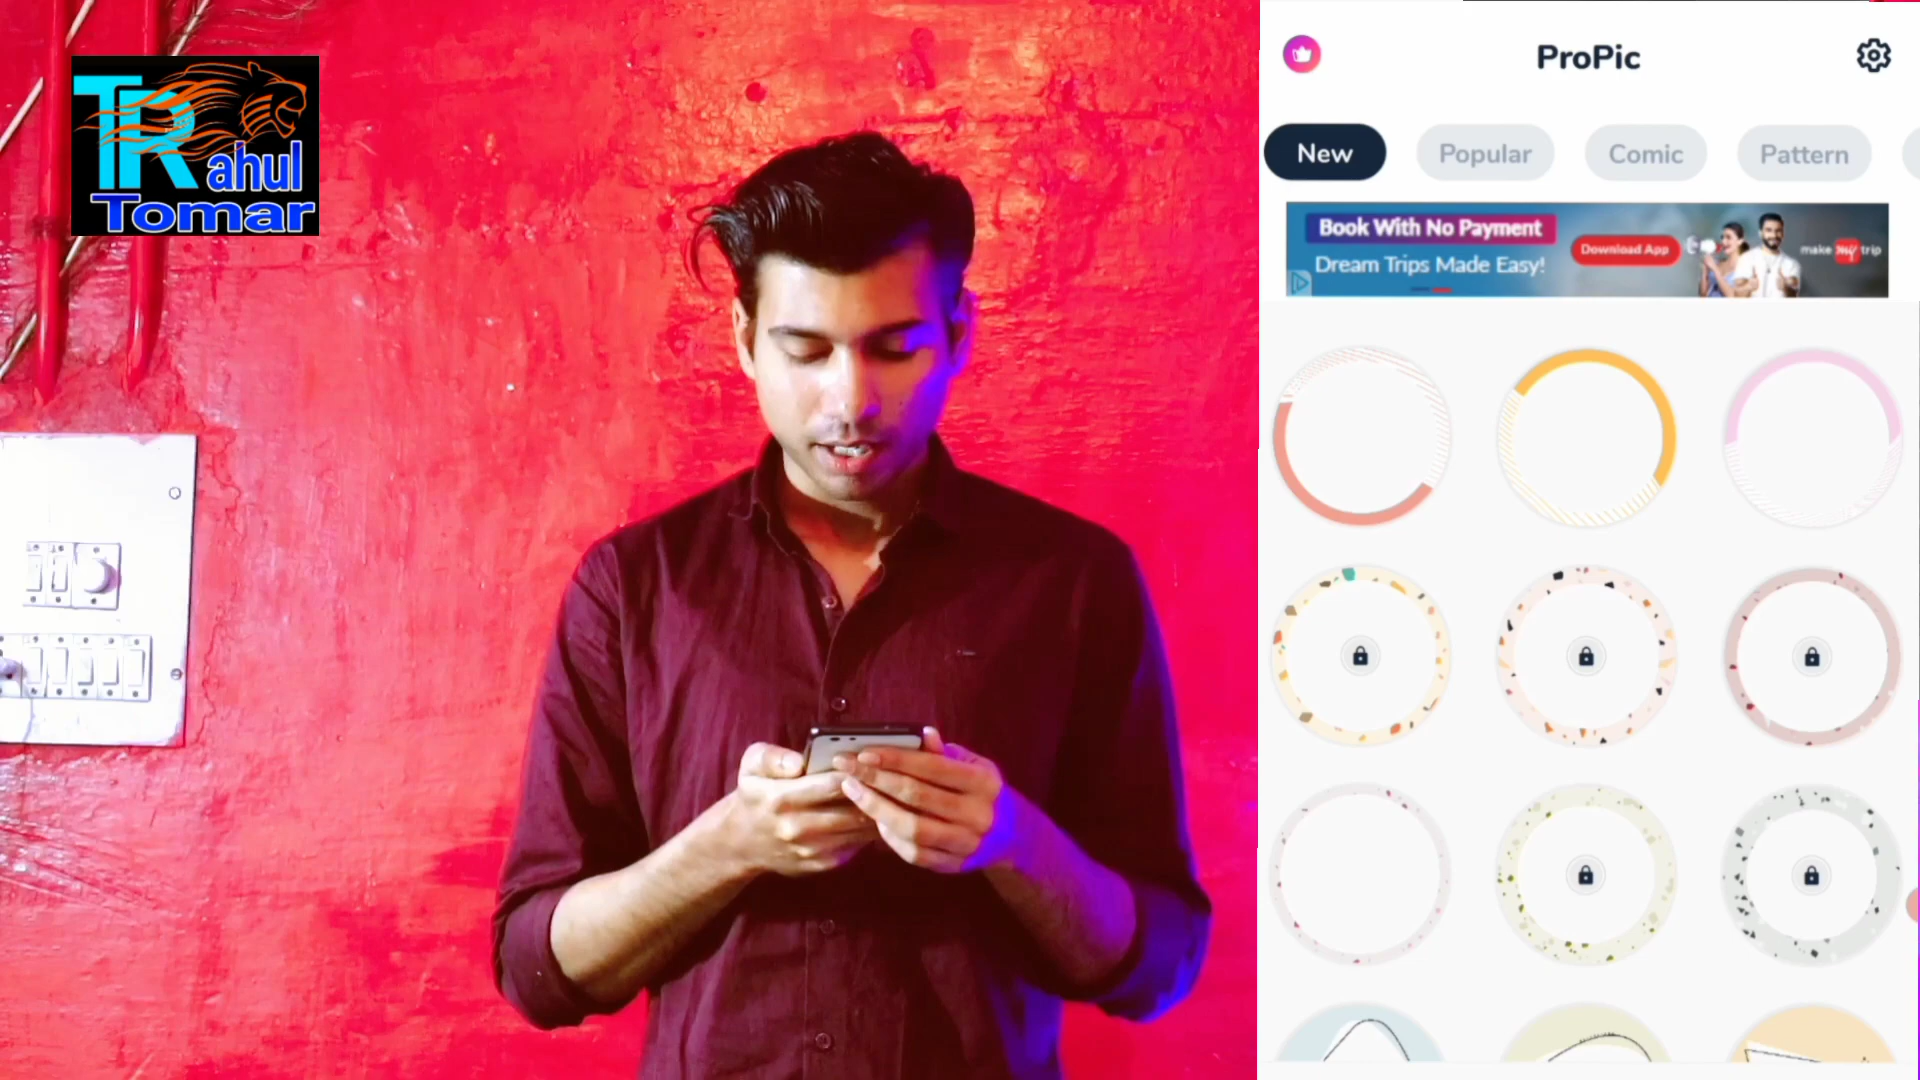 TRahul
Tomar
ProPic
New
Popular
Comic
Pattern
Book With No Payment
Dream Trips Made Easy!
Download App
make my trip